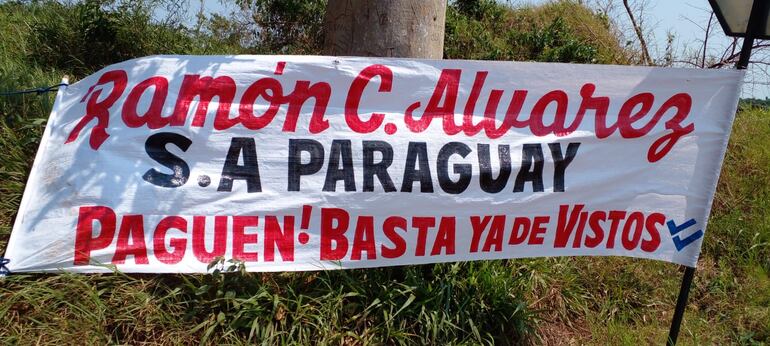 Ramón C. Alvarez
S.A PARAGUAY
PAGUEN! BASTA YA DE VISTOS